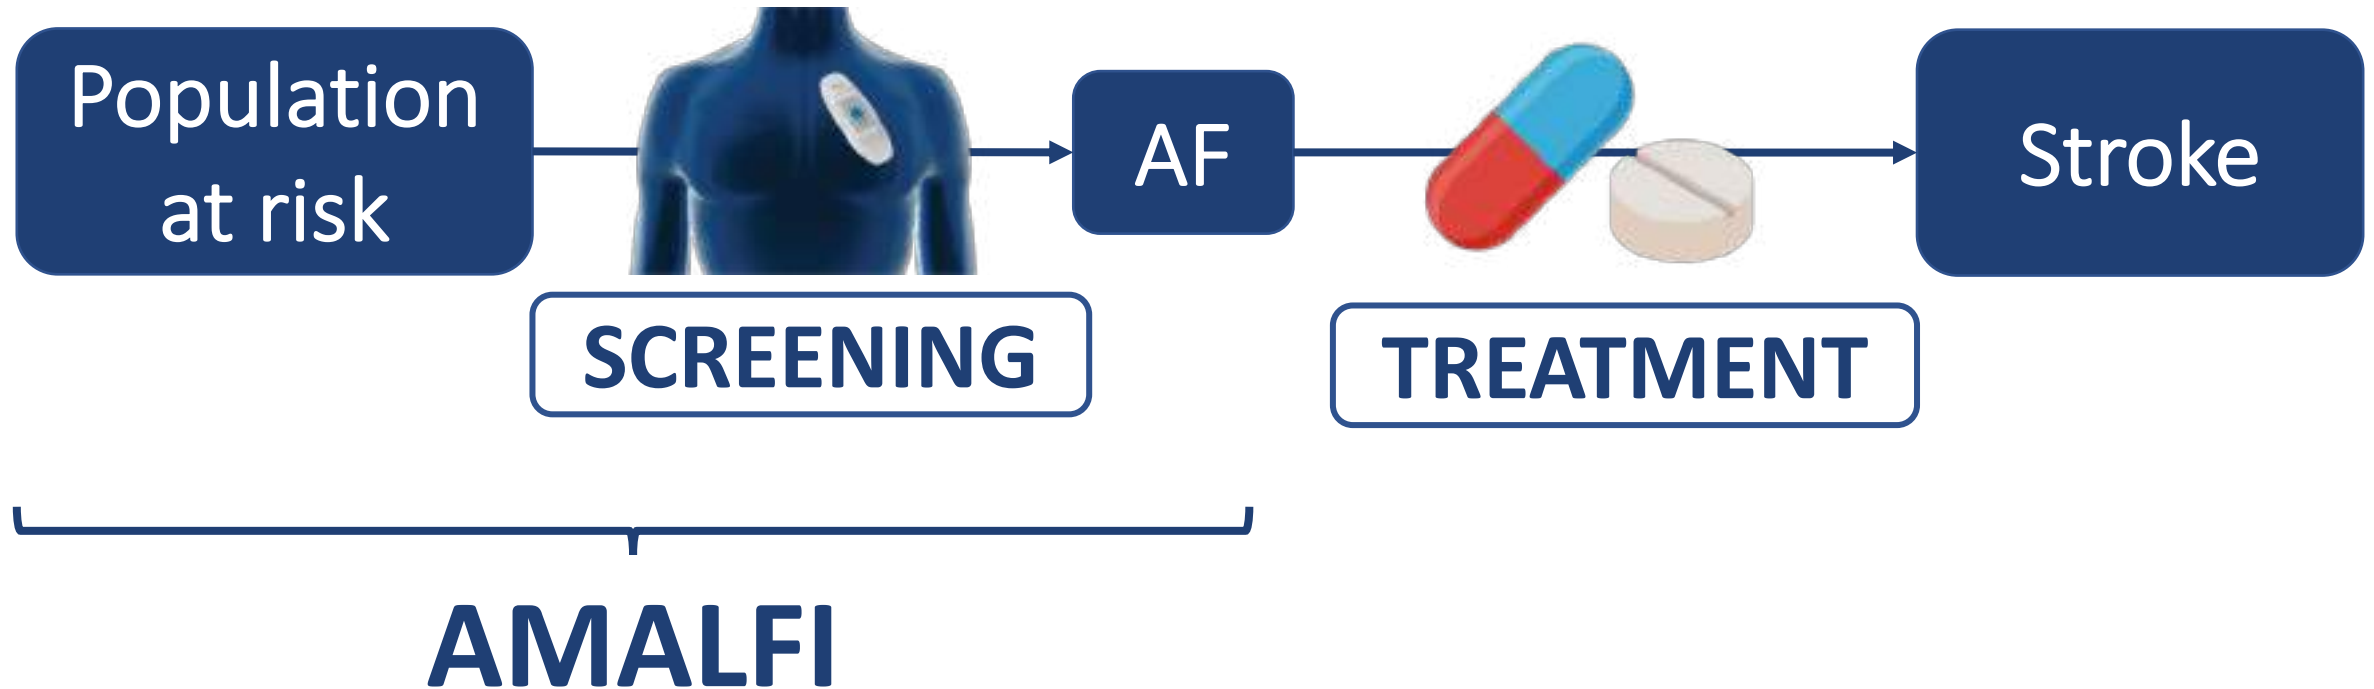 Population
at risk
AF
Stroke
SCREENING
TREATMENT
AMALFI